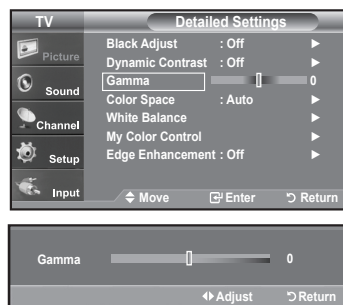 TV
Detailed Settings
Picture
Sound
Channel
Setup
Input
Black Adjust : Off
Dynamic Contrast : Off
Gamma 0
Color Space : Auto
White Balance
My Color Control
Edge Enhancement : Off
Move Enter Return
Gamma 0
Adjust Return